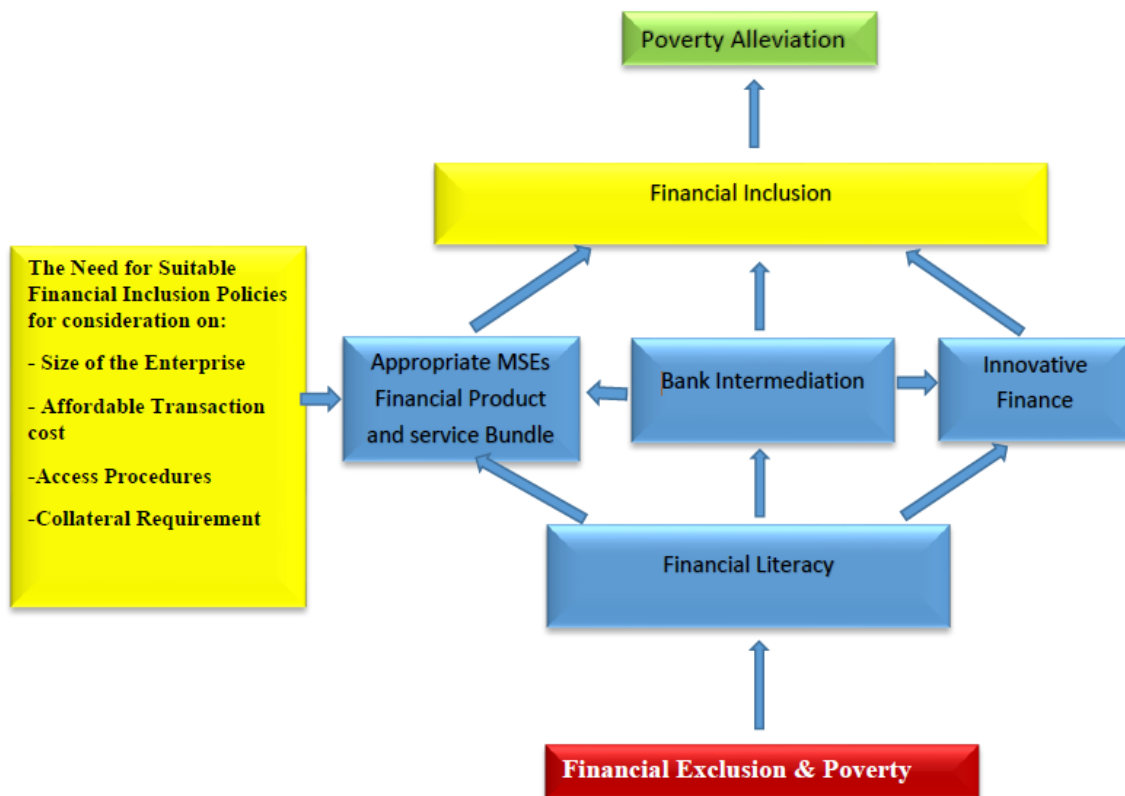 Poverty Alleviation
Financial Inclusion
The Need for Suitable
Financial Inclusion Policies
for consideration on:
- Size of the Enterprise
- Affordable Transaction
cost
-Access Procedures
-Collateral Requirement
Appropriate MSEs
Financial Product
and service Bundle
Bank Intermediation
Innovative
Finance
Financial Literacy
Financial Exclusion & Poverty